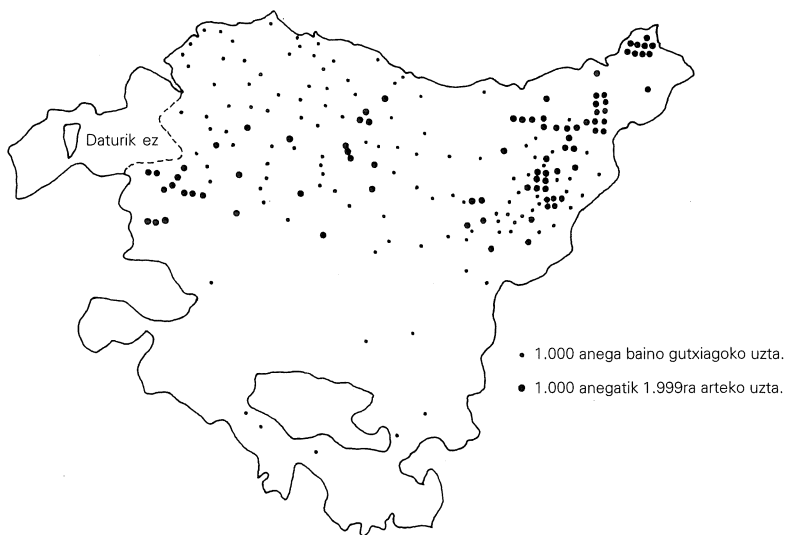 Daturik ez
1.000 anega baino gutxiagoko uzta.
1.000 anegatik 1.999ra arteko uzta.